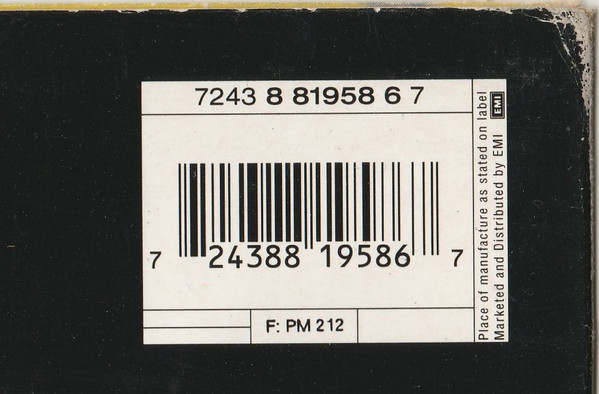 7243 8 81958 6 7
7 24388 19586 7
F: PM 212
Place of manufacture as stated on label
Marketed and Distributed by EMI EMI